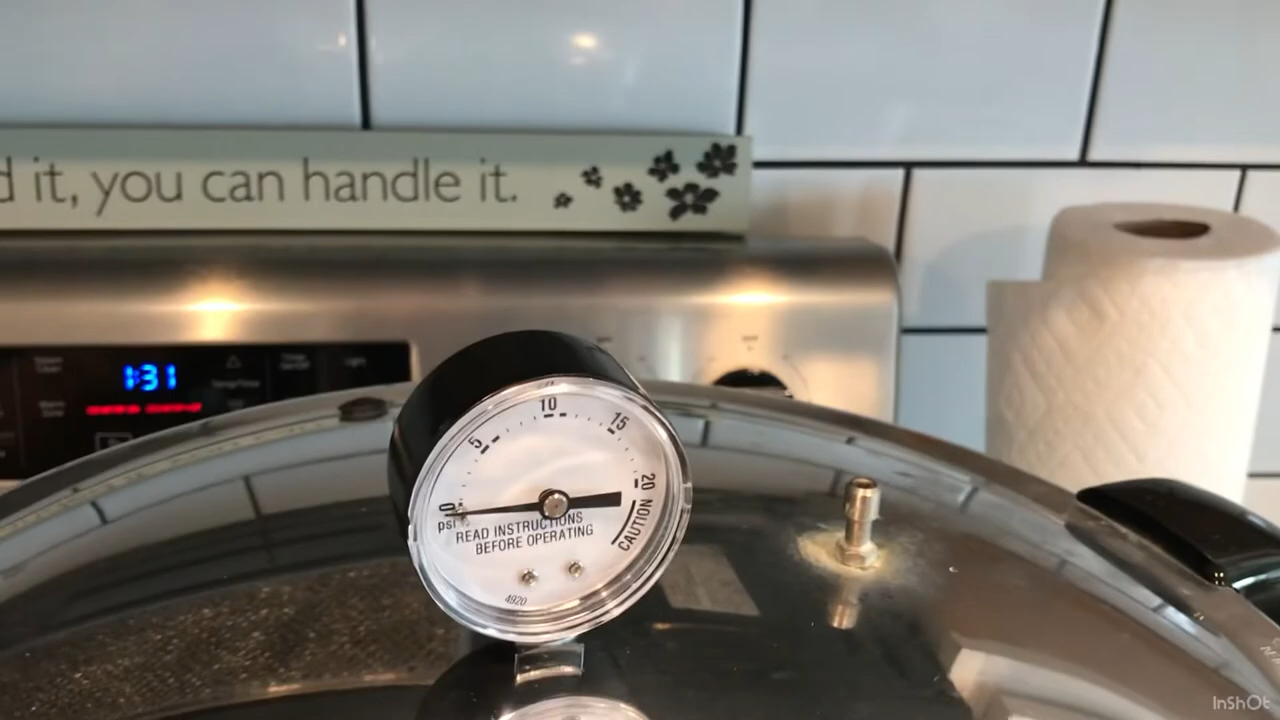 d it, you can handle it.
1:31
0
5
10
15
20
psi
READ INSTRUCTIONS
BEFORE OPERATING
CAUTION
4920
InShOt